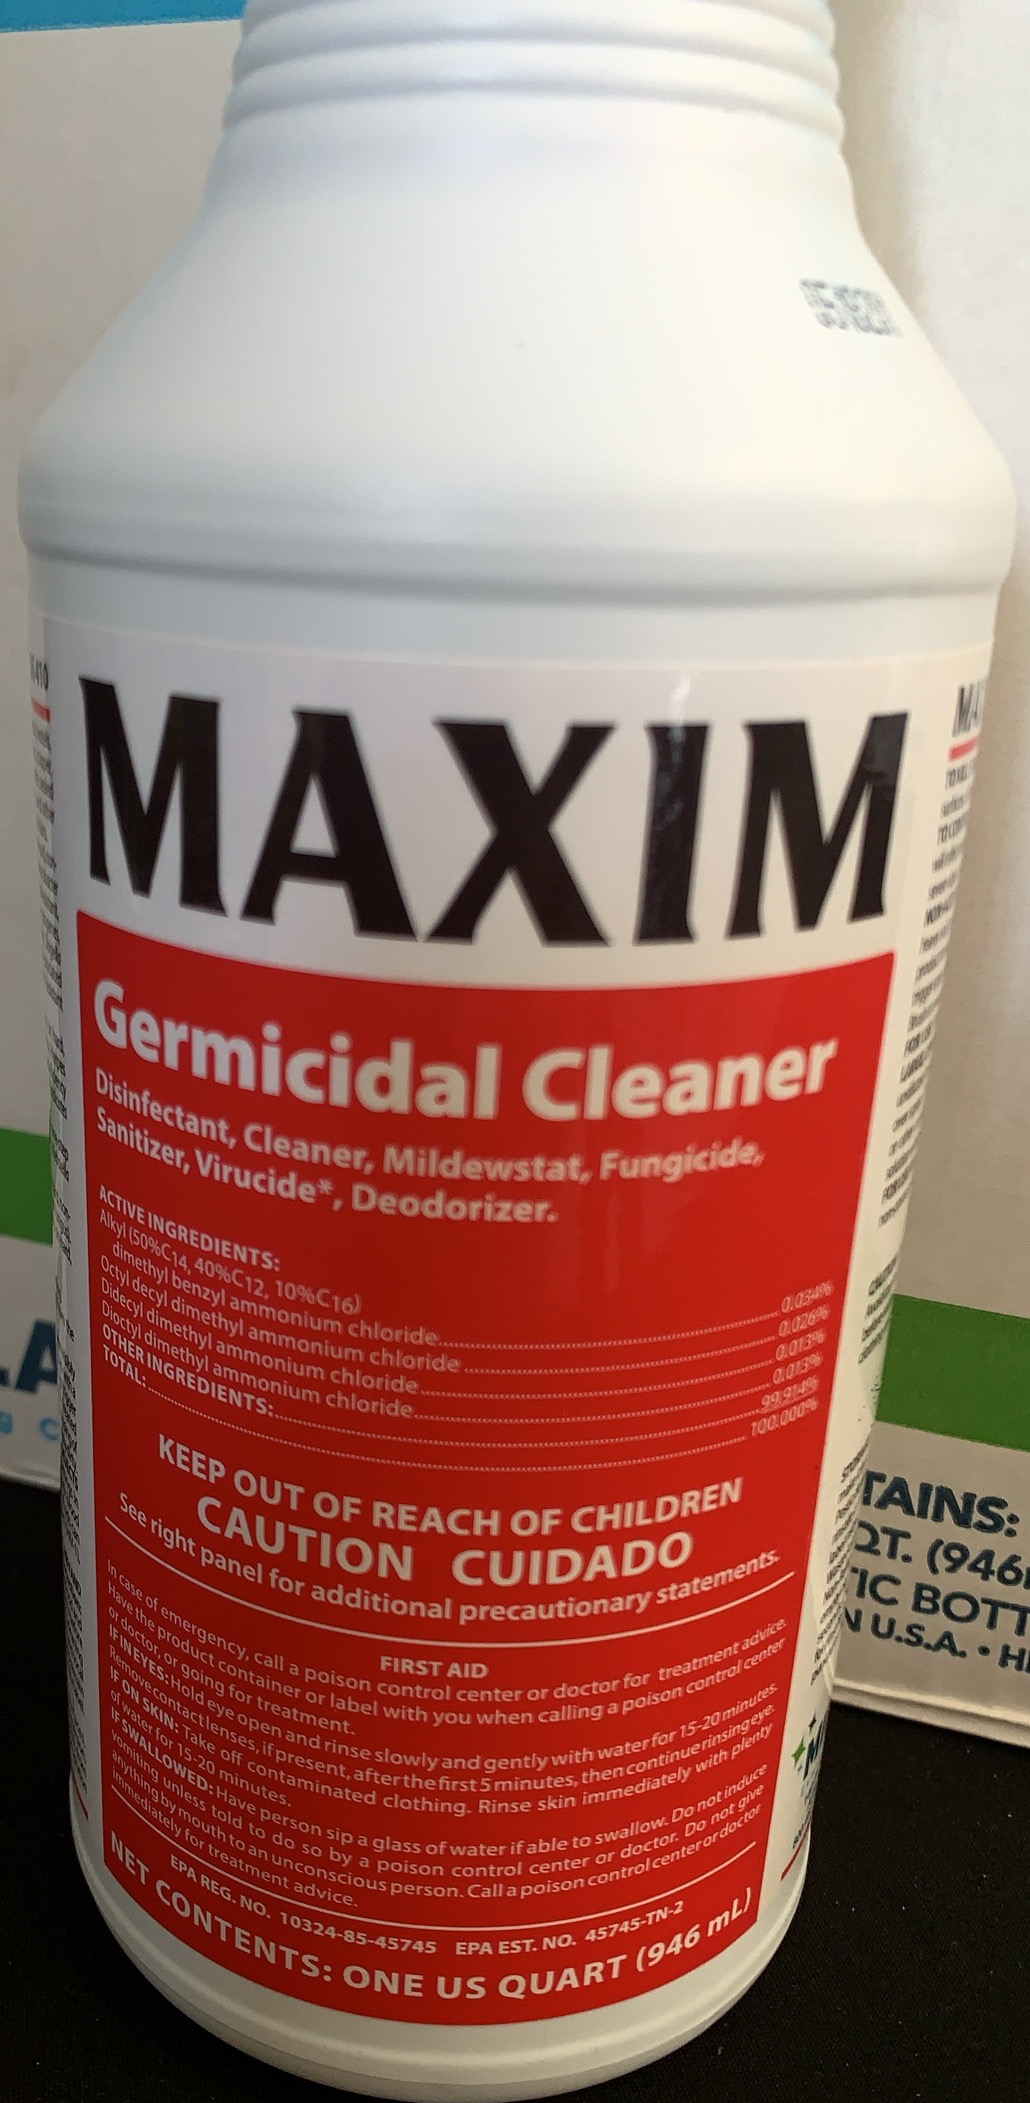 MAXIM
Germicidal Cleaner
Disinfectant, Cleaner, Mildewstat, Fungicide,
Sanitizer, Virucide*, Deodorizer.
ACTIVE INGREDIENTS:
Alkyl (50%C14, 40%C12, 10%C16)
dimethyl benzyl ammonium chloride 0.034%
Octyl decyl dimethyl ammonium chloride 0.026%
Didecyl dimethyl ammonium chloride 0.013%
Dioctyl dimethyl ammonium chloride 0.013%
OTHER INGREDIENTS: 99.914%
TOTAL: 100.000%
KEEP OUT OF REACH OF CHILDREN
CAUTION CUIDADO
See right panel for additional precautionary statements.
FIRST AID
In case of emergency, call a poison control center or doctor for treatment advice.
Have the product container or label with you when calling a poison control center
or doctor, or going for treatment.
IF IN EYES: Hold eye open and rinse slowly and gently with water for 15-20 minutes.
Remove contact lenses, if present, after the first 5 minutes, then continue rinsing eye.
IF ON SKIN: Take off contaminated clothing. Rinse skin immediately with plenty
of water for 15-20 minutes.
IF SWALLOWED: Have person sip a glass of water if able to swallow. Do not induce
vomiting unless told to do so by a poison control center or doctor. Do not give
anything by mouth to an unconscious person. Call a poison control center or doctor
immediately for treatment advice.
EPA REG. NO. 10324-85-45745 EPA EST. NO. 45745-TN-2
NET CONTENTS: ONE US QUART (946 mL)
TAINS:
QT. (946
TIC BOTT
N U.S.A. • H